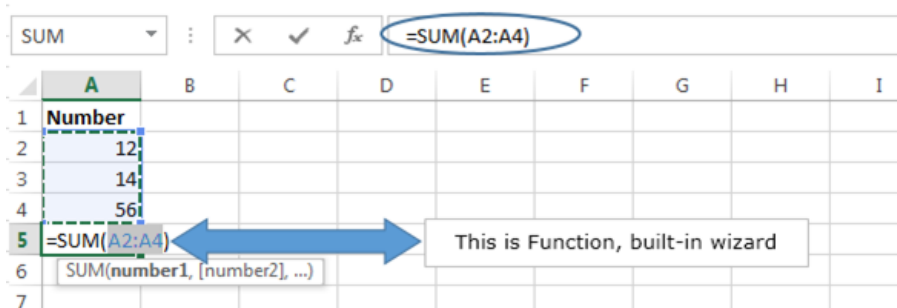 SUM fx =SUM(A2:A4)
A B C D E F G H I
1 Number
2 12
3 14
4 56
5 =SUM(A2:A4) This is Function, built-in wizard
6 SUM(number1, [number2], ...)
7